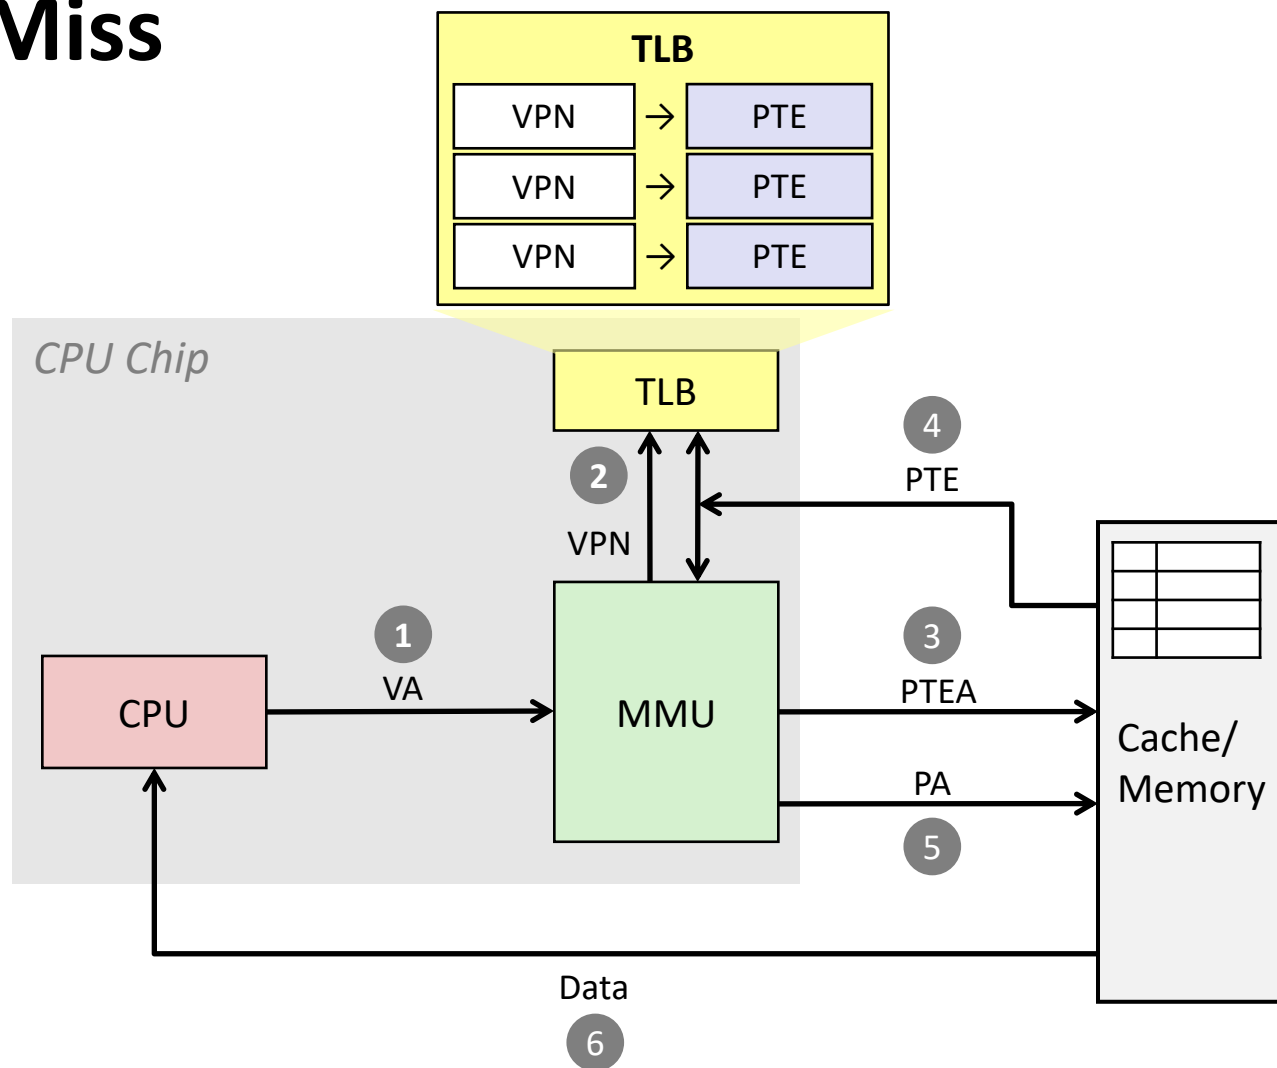 Miss
TLB
VPN → PTE
VPN → PTE
VPN → PTE
CPU Chip
TLB
4
PTE
2
VPN
1
VA
3
PTEA
CPU
MMU
Cache/
Memory
PA
5
Data
6